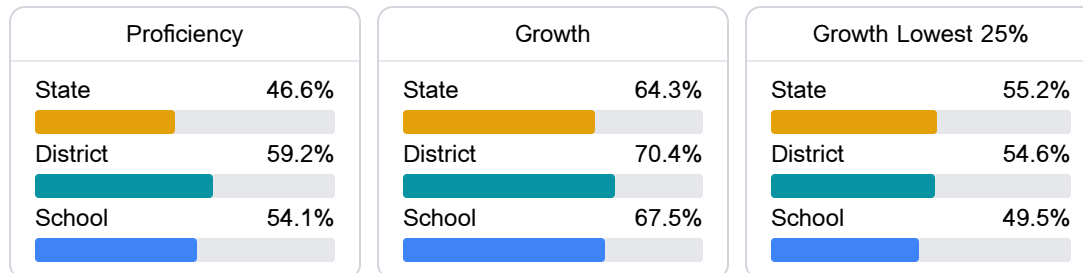 Proficiency
State 46.6%
District 59.2%
School 54.1%
Growth
State 64.3%
District 70.4%
School 67.5%
Growth Lowest 25%
State 55.2%
District 54.6%
School 49.5%